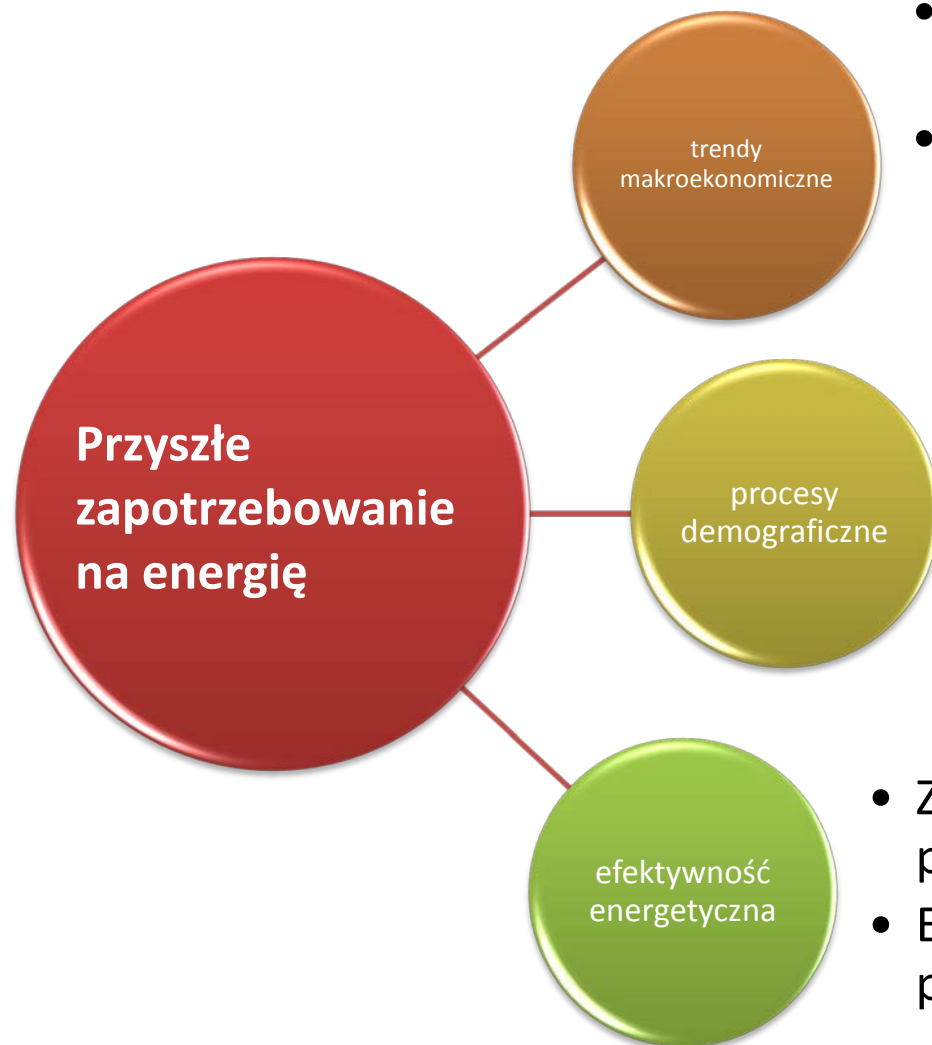 trendy
makroekonomiczne
Przyszłe
zapotrzebowanie
na energię
procesy
demograficzne
efektywność
energetyczna